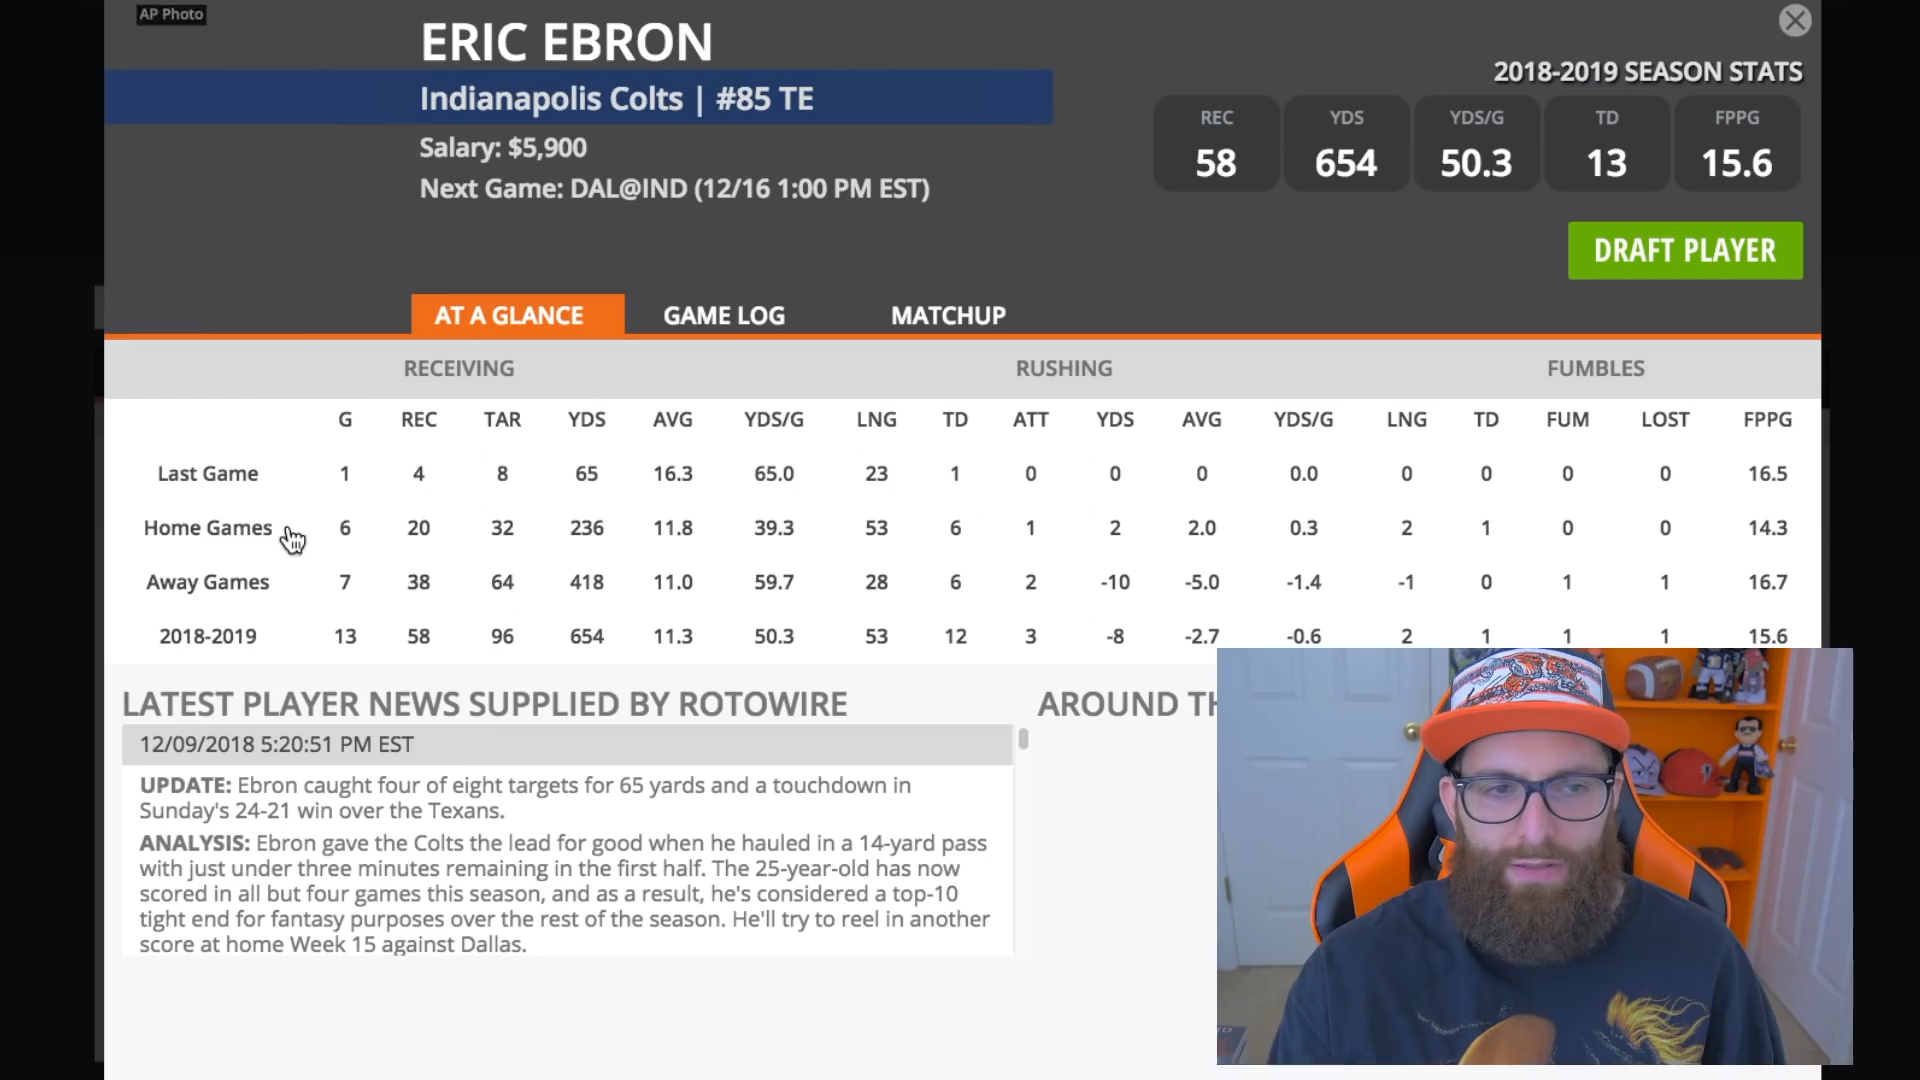 AP Photo
ERIC EBRON
Indianapolis Colts | #85 TE
Salary: $5,900
Next Game: DAL@IND (12/16 1:00 PM EST)
2018-2019 SEASON STATS
REC YDS YDS/G TD FPPG
58 654 50.3 13 15.6
DRAFT PLAYER
AT A GLANCE GAME LOG MATCHUP
RECEIVING RUSHING FUMBLES
G REC TAR YDS AVG YDS/G LNG TD ATT YDS AVG YDS/G LNG TD FUM LOST FPPG
Last Game 1 4 8 65 16.3 65.0 23 1 0 0 0 0.0 0 0 0 0 16.5
Home Games 6 20 32 236 11.8 39.3 53 6 1 2 2.0 0.3 2 1 0 0 14.3
Away Games 7 38 64 418 11.0 59.7 28 6 2 -10 -5.0 -1.4 -1 0 1 1 16.7
2018-2019 13 58 96 654 11.3 50.3 53 12 3 -8 -2.7 -0.6 2 1 1 1 15.6
LATEST PLAYER NEWS SUPPLIED BY ROTOWIRE
AROUND TH
12/09/2018 5:20:51 PM EST
UPDATE: Ebron caught four of eight targets for 65 yards and a touchdown in
Sunday's 24-21 win over the Texans.
ANALYSIS: Ebron gave the Colts the lead for good when he hauled in a 14-yard pass
with just under three minutes remaining in the first half. The 25-year-old has now
scored in all but four games this season, and as a result, he's considered a top-10
tight end for fantasy purposes over the rest of the season. He'll try to reel in another
score at home Week 15 against Dallas.